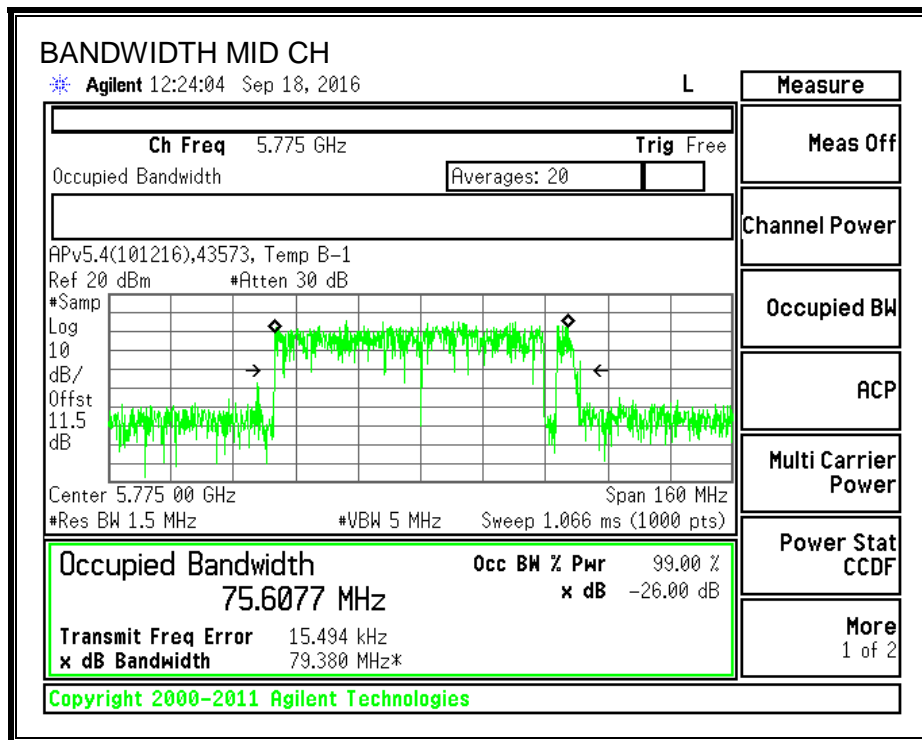 BANDWIDTH MID CH
Agilent 12:24:04 Sep 18, 2016 L
Measure
Ch Freq 5.775 GHz Trig Free
Meas Off
Occupied Bandwidth Averages: 20
Channel Power
APv5.4(101216),43573, Temp B-1
Ref 20 dBm #Atten 30 dB
#Samp
Log
10
dB/
Offst
11.5
dB
Occupied BW
ACP
Multi Carrier
Power
Center 5.775 00 GHz Span 160 MHz
#Res BW 1.5 MHz #VBW 5 MHz Sweep 1.066 ms (1000 pts)
Power Stat
CCDF
Occupied Bandwidth Occ BW % Pwr 99.00 %
75.6077 MHz x dB -26.00 dB
Transmit Freq Error 15.494 kHz
x dB Bandwidth 79.380 MHz*
More
1 of 2
Copyright 2000-2011 Agilent Technologies